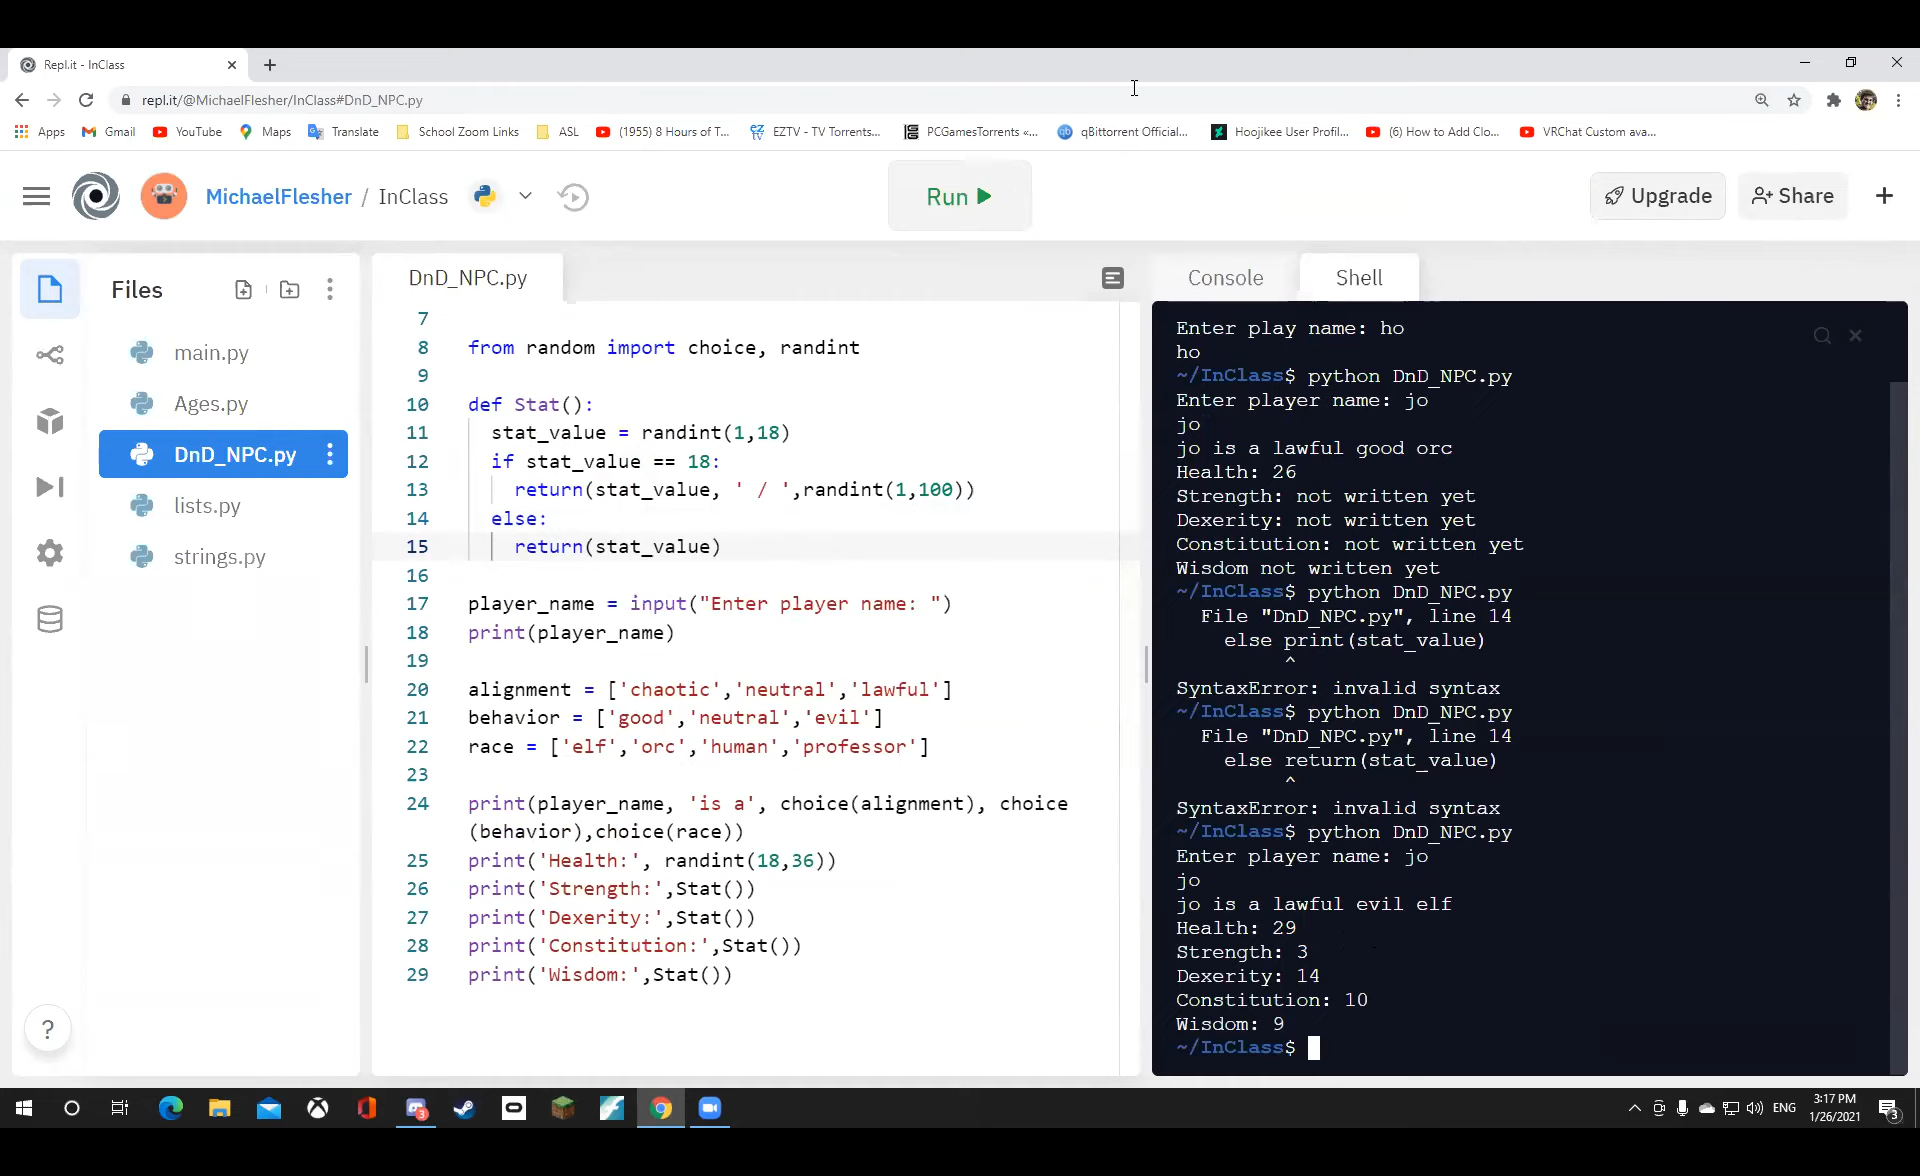 Repl.it - InClass
repl.it/@MichaelFlesher/InClass#DnD_NPC.py
Apps Gmail YouTube Maps Translate School Zoom Links ASL (1955) 8 Hours of T... EZTV - TV Torrents... PCGamesTorrents «... qBittorrent Official... Hoojikee User Profil... (6) How to Add Clo... VRChat Custom ava...
MichaelFlesher / InClass Run Upgrade Share
Files
main.py
Ages.py
DnD_NPC.py
lists.py
strings.py
?
DnD_NPC.py
7
8 from random import choice, randint
9
10 def Stat():
11 stat_value = randint(1,18)
12 if stat_value == 18:
13 return(stat_value, ' / ',randint(1,100))
14 else:
15 return(stat_value)
16
17 player_name = input("Enter player name: ")
18 print(player_name)
19
20 alignment = ['chaotic','neutral','lawful']
21 behavior = ['good','neutral','evil']
22 race = ['elf','orc','human','professor']
23
24 print(player_name, 'is a', choice(alignment), choice
(behavior),choice(race))
25 print('Health:', randint(18,36))
26 print('Strength:',Stat())
27 print('Dexerity:',Stat())
28 print('Constitution:',Stat())
29 print('Wisdom:',Stat())
Console Shell
Enter play name: ho
ho
~/InClass$ python DnD_NPC.py
Enter player name: jo
jo
jo is a lawful good orc
Health: 26
Strength: not written yet
Dexerity: not written yet
Constitution: not written yet
Wisdom not written yet
~/InClass$ python DnD_NPC.py
File "DnD_NPC.py", line 14
else print(stat_value)
^
SyntaxError: invalid syntax
~/InClass$ python DnD_NPC.py
File "DnD_NPC.py", line 14
else return(stat_value)
^
SyntaxError: invalid syntax
~/InClass$ python DnD_NPC.py
Enter player name: jo
jo
jo is a lawful evil elf
Health: 29
Strength: 3
Dexerity: 14
Constitution: 10
Wisdom: 9
~/InClass$
3
ENG
3:17 PM
1/26/2021
3